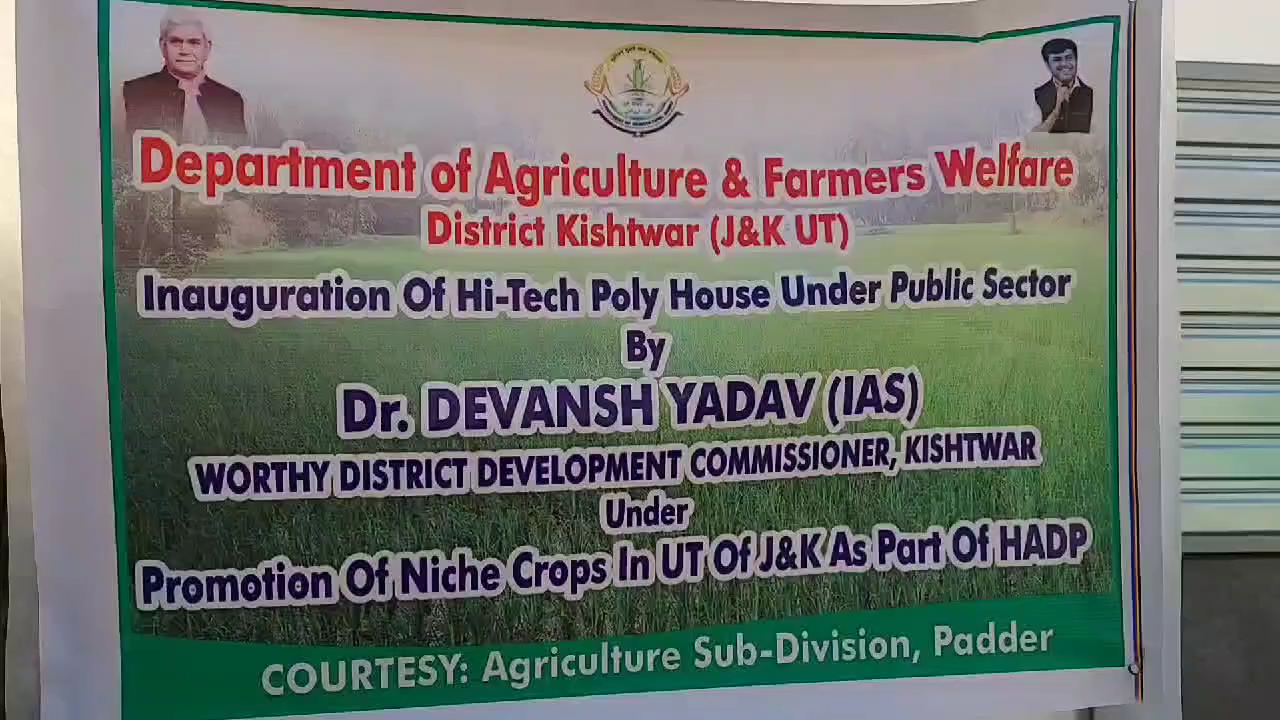 Department of Agriculture & Farmers Welfare
District Kishtwar (J&K UT)
Inauguration Of Hi-Tech Poly House Under Public Sector
By
Dr. DEVANSH YADAV (IAS)
WORTHY DISTRICT DEVELOPMENT COMMISSIONER, KISHTWAR
Under
Promotion Of Niche Crops In UT Of J&K As Part Of HADP
COURTESY: Agriculture Sub-Division, Padder